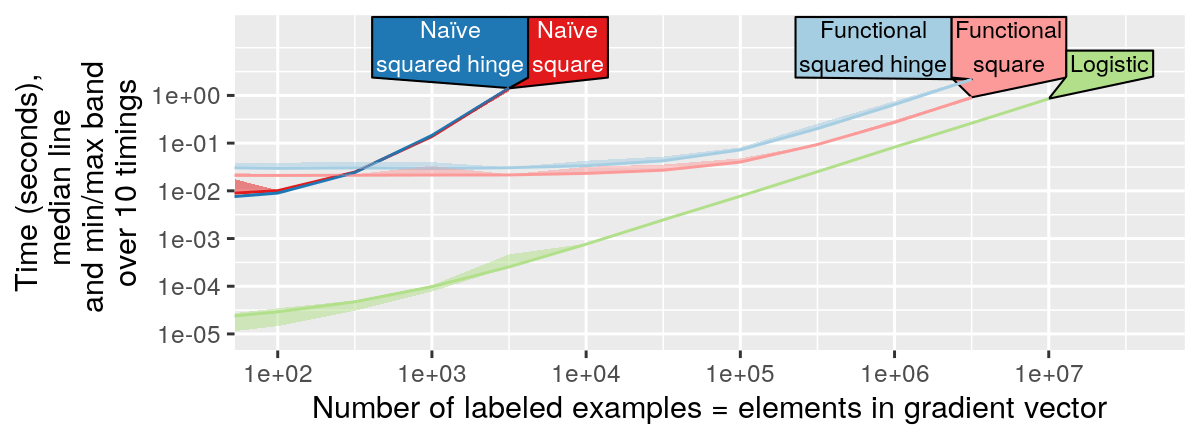 Time (seconds),
median line
and min/max band
over 10 timings
1e+00
1e-01
1e-02
1e-03
1e-04
1e-05
Naïve
squared hinge
Naïve
square
Functional
squared hinge
Functional
square
Logistic
1e+02
1e+03
1e+04
1e+05
1e+06
1e+07
Number of labeled examples = elements in gradient vector